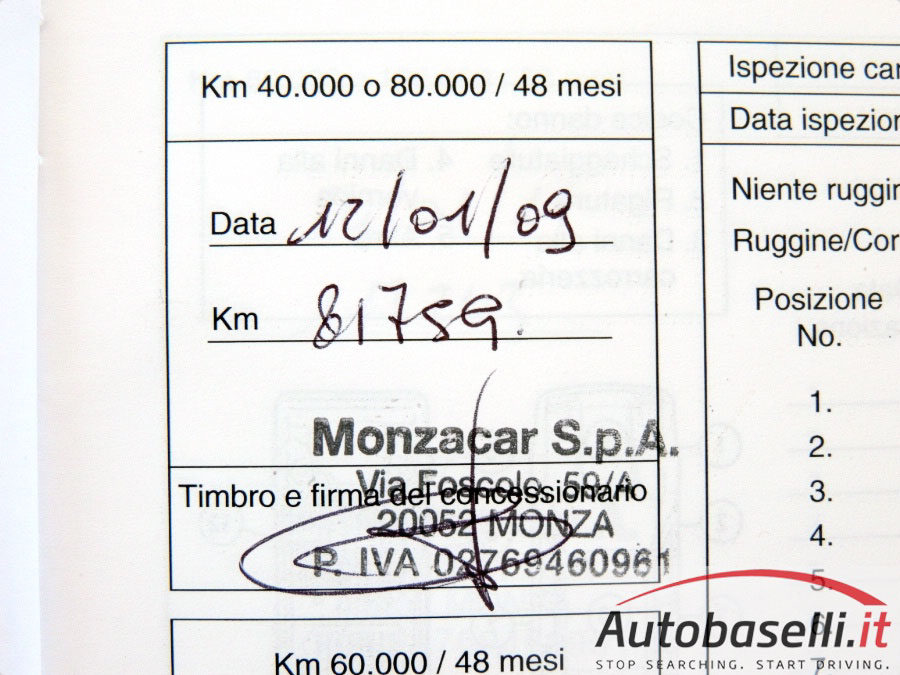 Km 40.000 o 80.000 / 48 mesi
Data 12/01/09
Km 81759.
Monzacar S.p.A.
Via Foscolo 59/A
Timbro e firma del concessionario
20052 MONZA
P. IVA 02769460961
Km 60.000 / 48 mesi
Ispezione car
Data ispezion
Niente ruggin
Ruggine/Cor
Posizione
No.
1.
2.
3.
4.
5.
6.
7.
Autobaselli.it
STOP SEARCHING. START DRIVING.